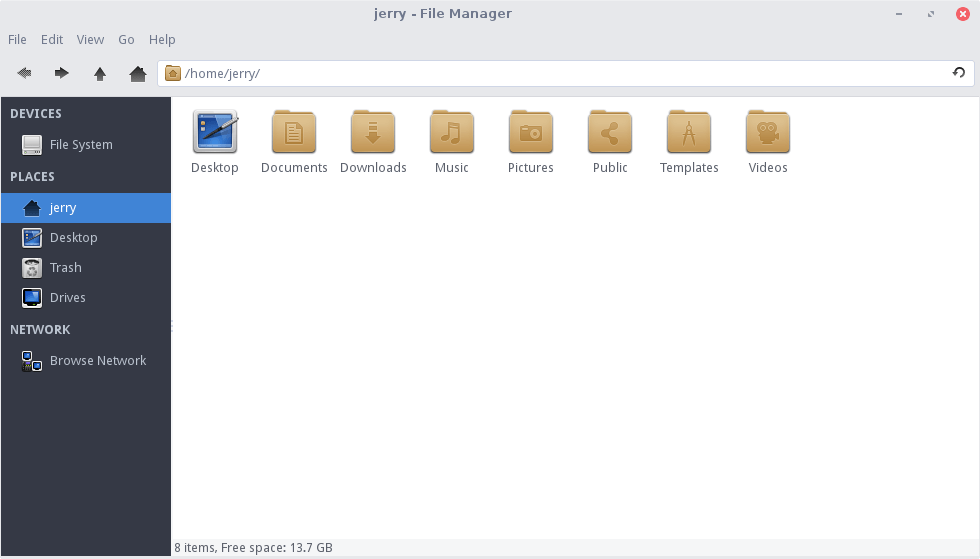 jerry - File Manager
File Edit View Go Help
/home/jerry/
DEVICES
File System
PLACES
jerry
Desktop
Trash
Drives
NETWORK
Browse Network
Desktop Documents Downloads Music Pictures Public Templates Videos
8 items, Free space: 13.7 GB